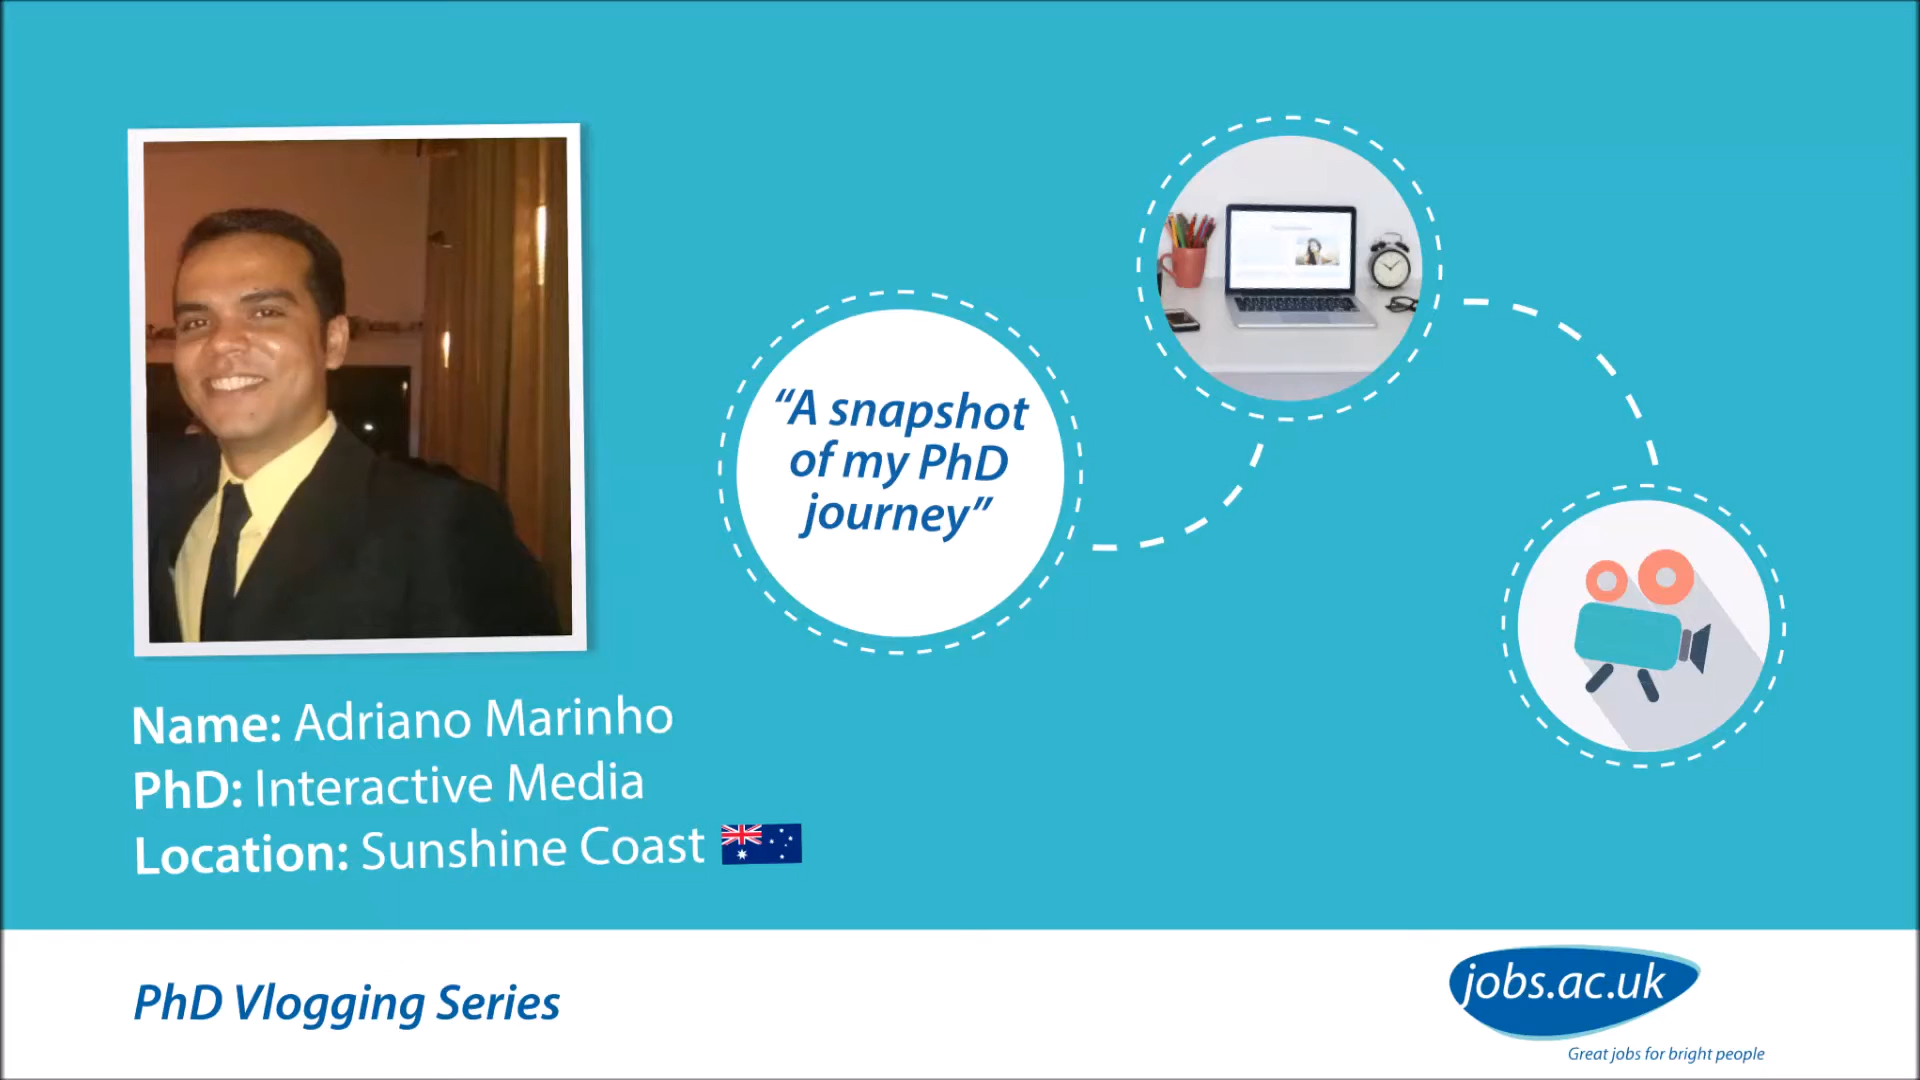 Name: Adriano Marinho
PhD: Interactive Media
Location: Sunshine Coast
“A snapshot
of my PhD
journey”
PhD Vlogging Series
jobs.ac.uk
Great jobs for bright people